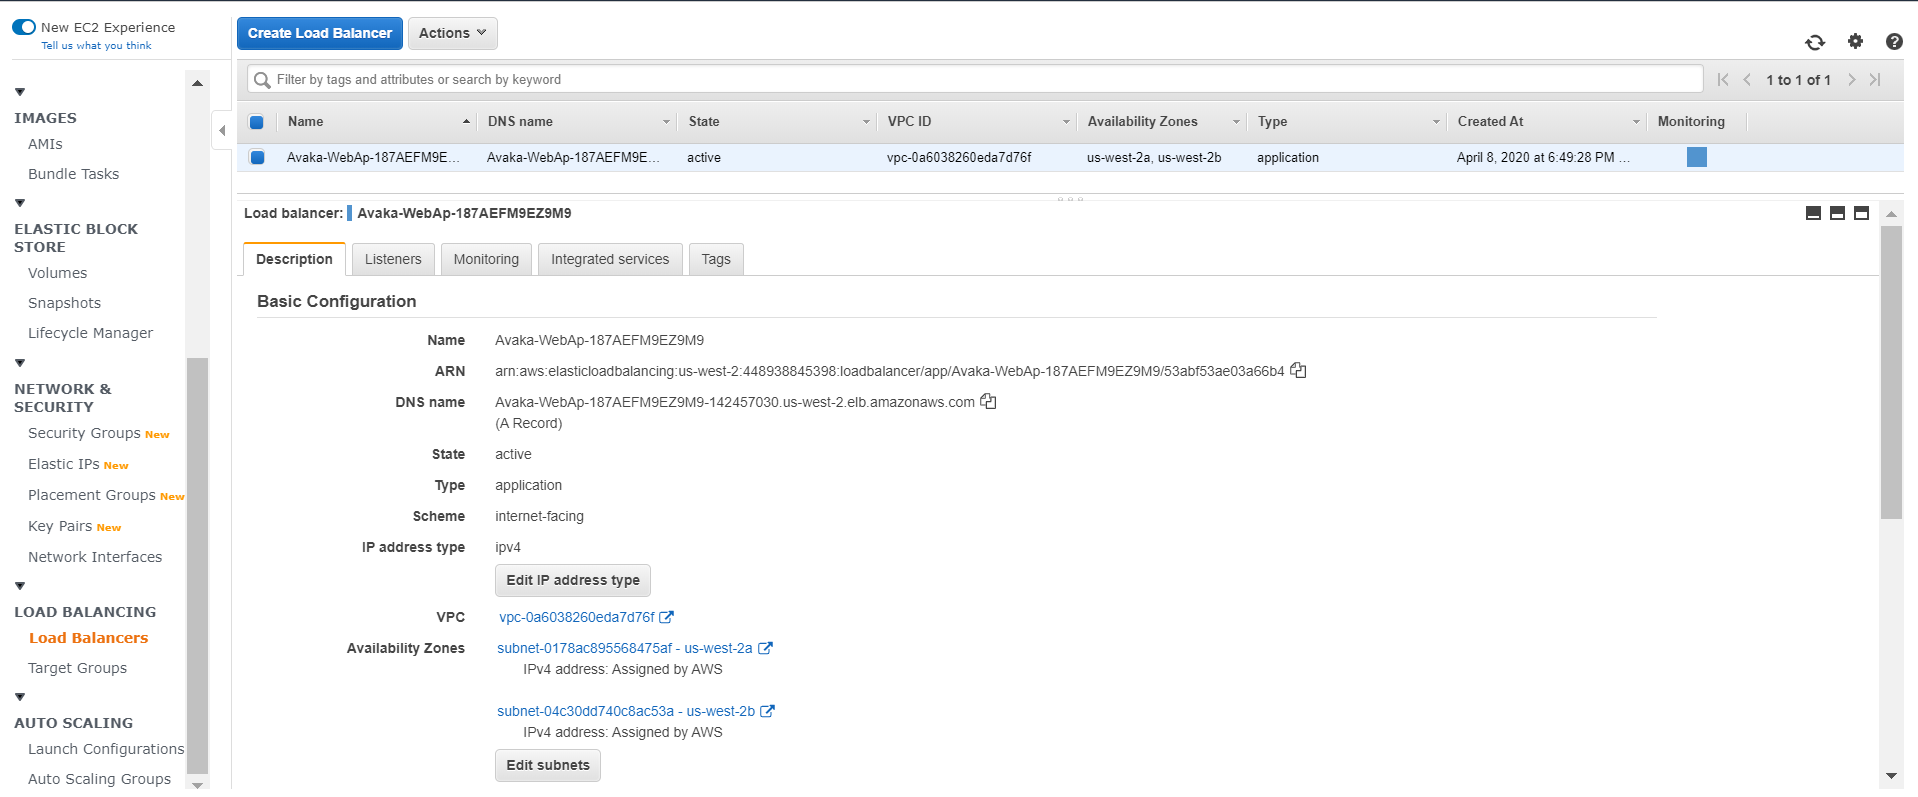 New EC2 Experience
Tell us what you think
IMAGES
AMIs
Bundle Tasks
ELASTIC BLOCK
STORE
Volumes
Snapshots
Lifecycle Manager
NETWORK &
SECURITY
Security Groups New
Elastic IPs New
Placement Groups New
Key Pairs New
Network Interfaces
LOAD BALANCING
Load Balancers
Target Groups
AUTO SCALING
Launch Configurations
Auto Scaling Groups
Create Load Balancer Actions
Filter by tags and attributes or search by keyword 1 to 1 of 1
Name DNS name State VPC ID Availability Zones Type Created At Monitoring
Avaka-WebAp-187AEFM9E... Avaka-WebAp-187AEFM9E... active vpc-0a6038260eda7d76f us-west-2a, us-west-2b application April 8, 2020 at 6:49:28 PM ...
Load balancer: Avaka-WebAp-187AEFM9EZ9M9
Description Listeners Monitoring Integrated services Tags
Basic Configuration
Name Avaka-WebAp-187AEFM9EZ9M9
ARN arn:aws:elasticloadbalancing:us-west-2:448938845398:loadbalancer/app/Avaka-WebAp-187AEFM9EZ9M9/53abf53ae03a66b4
DNS name Avaka-WebAp-187AEFM9EZ9M9-142457030.us-west-2.elb.amazonaws.com
(A Record)
State active
Type application
Scheme internet-facing
IP address type ipv4
Edit IP address type
VPC vpc-0a6038260eda7d76f
Availability Zones subnet-0178ac895568475af - us-west-2a
IPv4 address: Assigned by AWS
subnet-04c30dd740c8ac53a - us-west-2b
IPv4 address: Assigned by AWS
Edit subnets